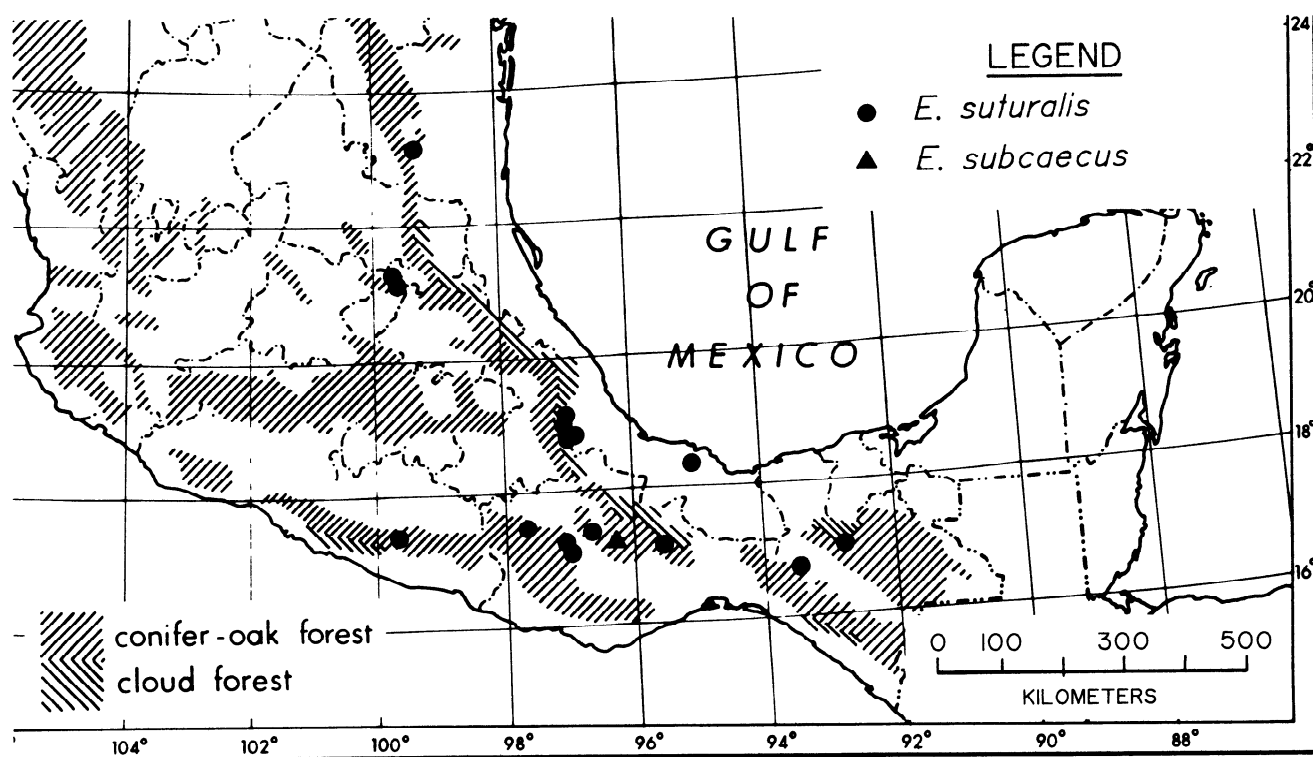 LEGEND
E. suturalis
E. subcaecus
GULF
OF
MEXICO
24
22°
20°
18°
16°
conifer-oak forest
cloud forest
0 100 300 500
KILOMETERS
104° 102° 100° 98° 96° 94° 92° 90° 88°